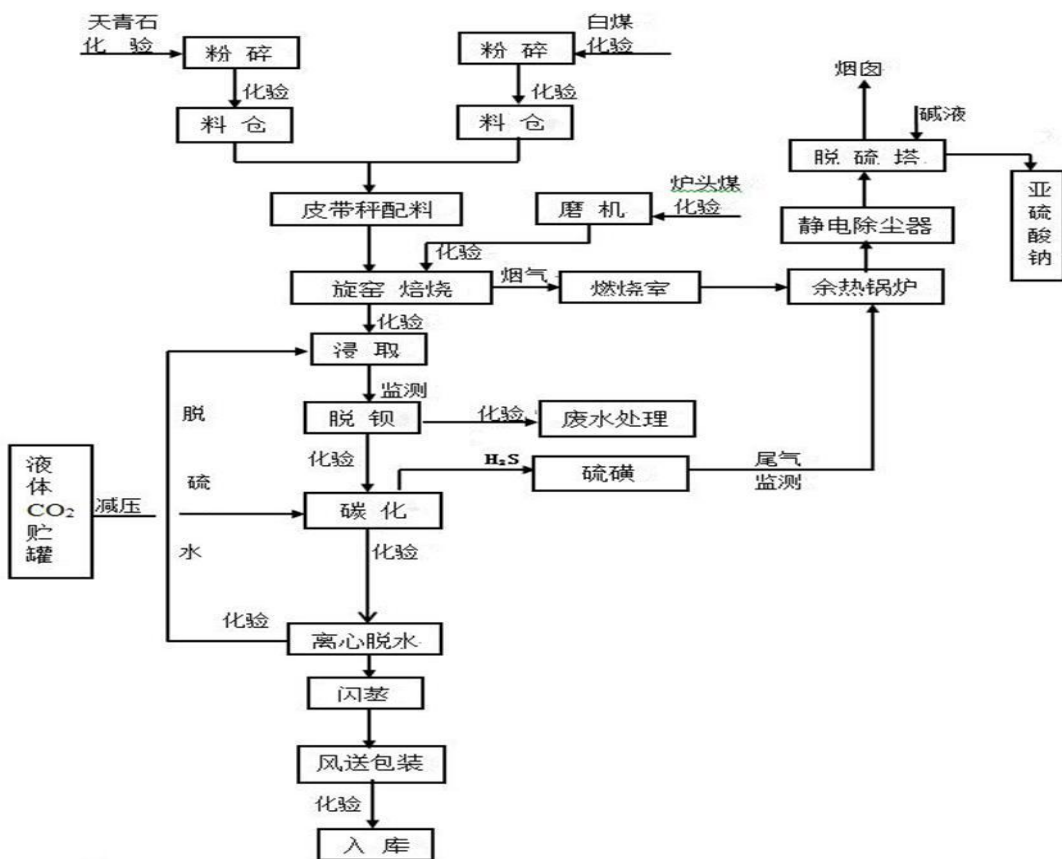 天青石
化 验
粉 碎
白煤
化验
粉 碎
化验
化验
料 仓
料 仓
烟囱
碱液
脱 硫 塔
亚硫酸钠
皮带秤配料
磨 机
炉头煤
化验
静电除尘器
化验
旋窑 焙烧
烟气
燃烧室
余热锅炉
化验
浸 取
监测
脱 钡
化验
废水处理
化验
H₂S
硫磺
尾气
监测
液体CO₂贮罐
减压
脱
硫
水
碳 化
化验
化验
离心脱水
闪蒸
风送包装
化验
入 库